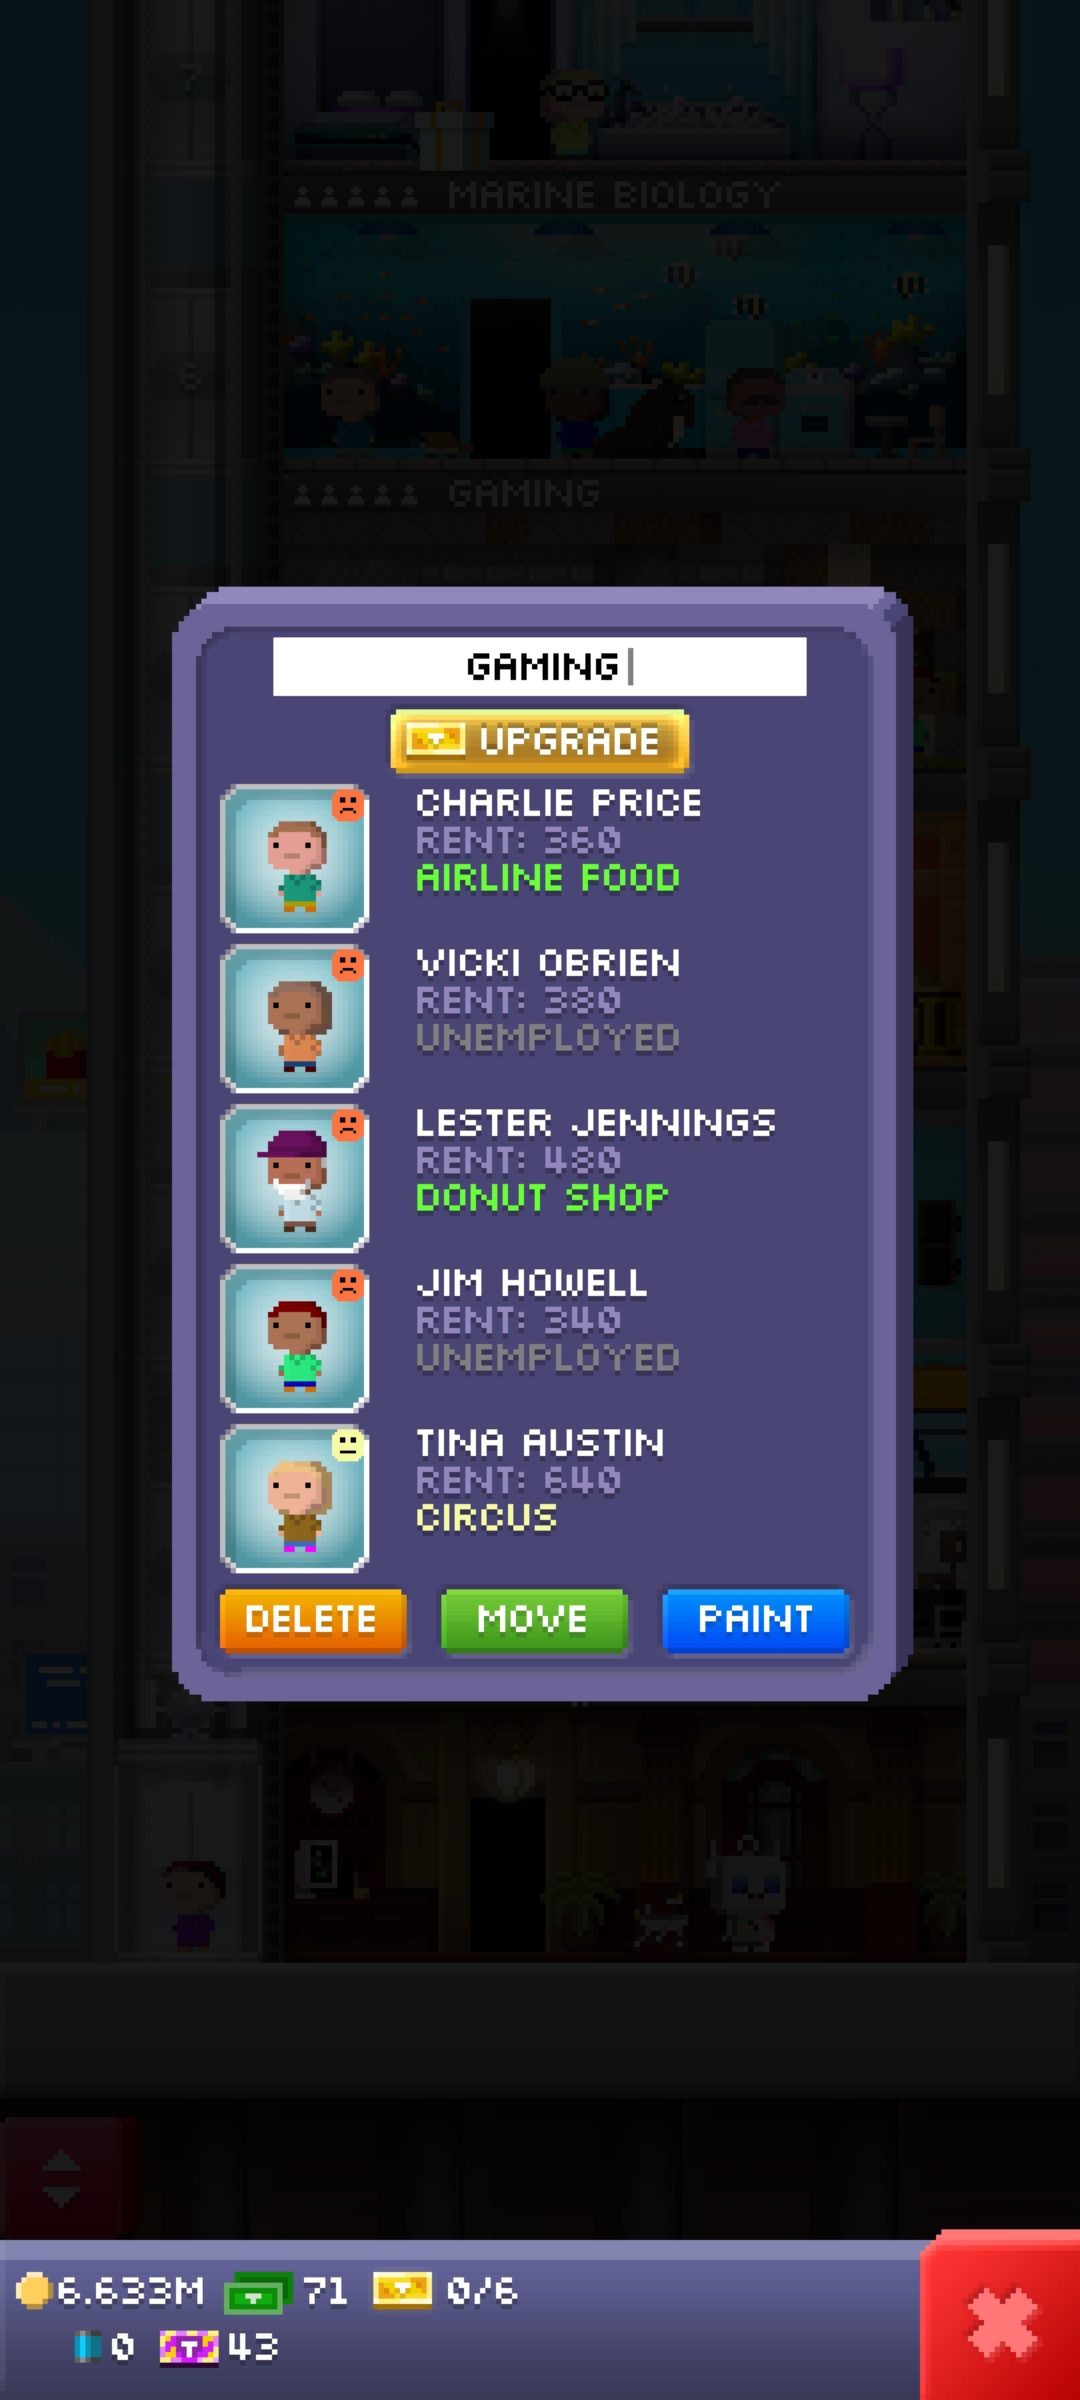 7
MARINE BIOLOGY
6
GAMING
GAMING
UPGRADE
CHARLIE PRICE
RENT: 360
AIRLINE FOOD
VICKI OBRIEN
RENT: 380
UNEMPLOYED
LESTER JENNINGS
RENT: 480
DONUT SHOP
JIM HOWELL
RENT: 340
UNEMPLOYED
TINA AUSTIN
RENT: 640
CIRCUS
DELETE MOVE PAINT
6.633M 71 0/6
0 43